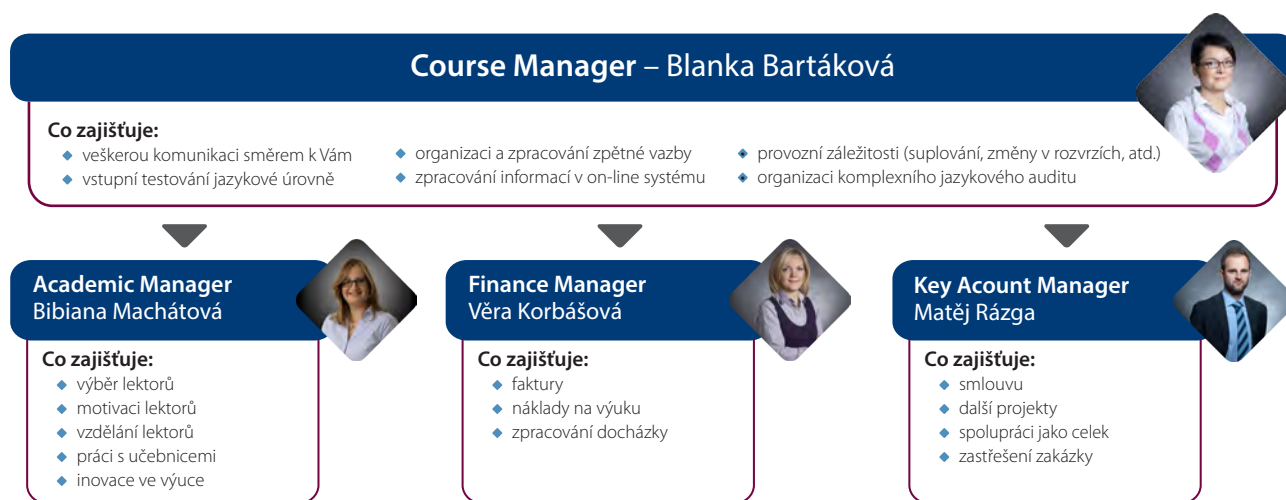 Course Manager – Blanka Bartáková
Co zajišťuje:
veškerou komunikaci směrem k Vám
vstupní testování jazykové úrovně
organizaci a zpracování zpětné vazby
zpracování informací v on-line systému
provozní záležitosti (suplování, změny v rozvrzích, atd.)
organizaci komplexního jazykového auditu
Academic Manager
Bibiana Machátová
Co zajišťuje:
výběr lektorů
motivaci lektorů
vzdělání lektorů
práci s učebnicemi
inovace ve výuce
Finance Manager
Věra Korbášová
Co zajišťuje:
faktury
náklady na výuku
zpracování docházky
Key Acount Manager
Matěj Rázga
Co zajišťuje:
smlouvu
další projekty
spolupráci jako celek
zastřešení zakázky